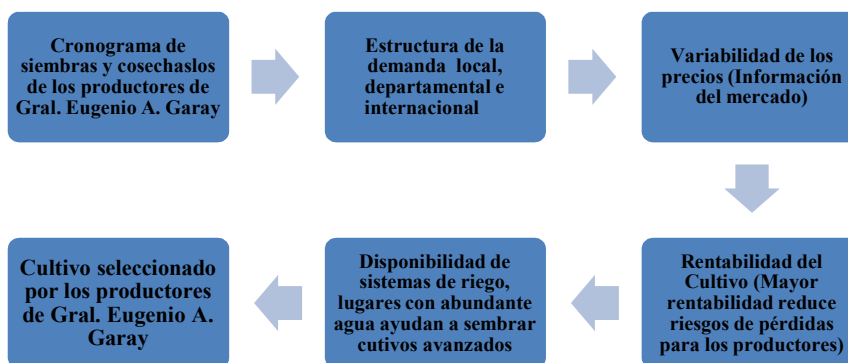 Cronograma de
siembras y cosechaslos
de los productores de
Gral. Eugenio A. Garay
Estructura de la
demanda local,
departamental e
internacional
Variabilidad de los
precios (Información
del mercado)
Rentabilidad del
Cultivo (Mayor
rentabilidad reduce
riesgos de pérdidas
para los productores)
Disponibilidad de
sistemas de riego,
lugares con abundante
agua ayudan a sembrar
cutivos avanzados
Cultivo seleccionado
por los productores
de Gral. Eugenio A.
Garay